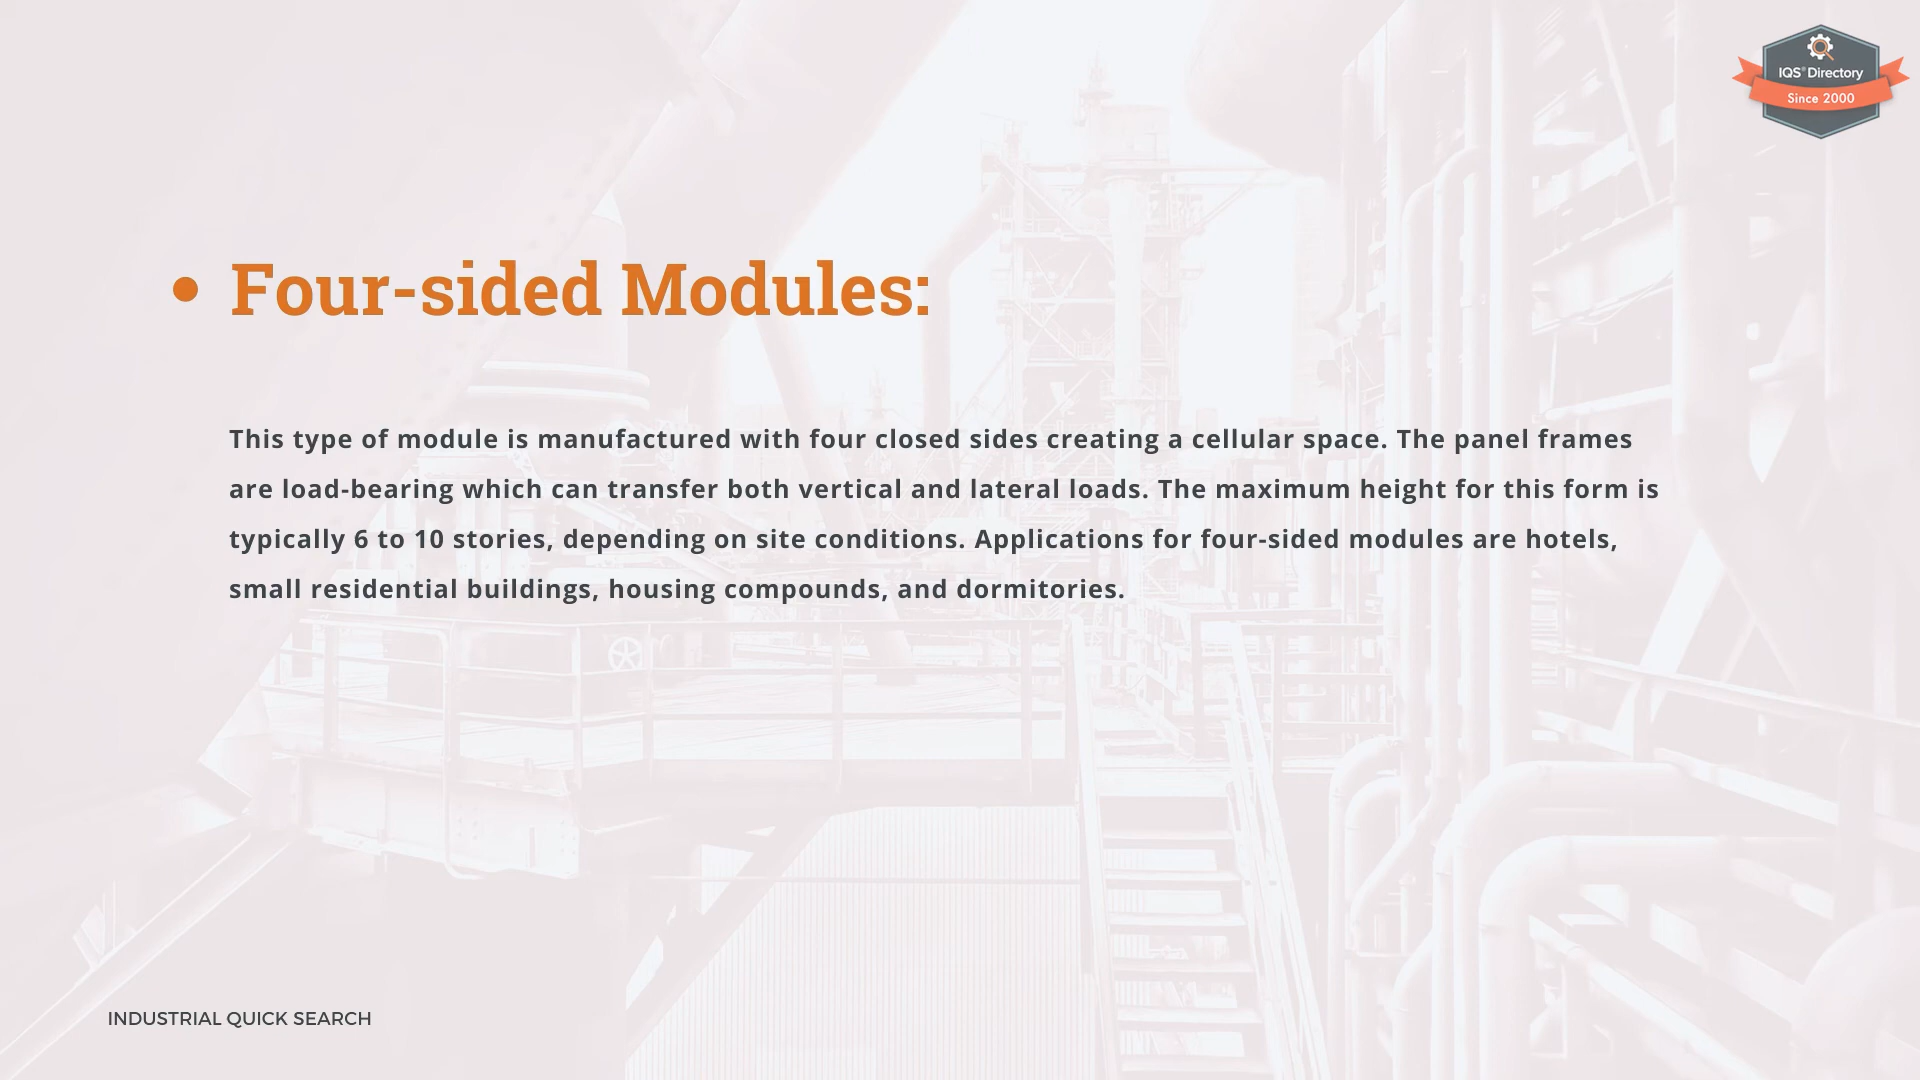 IQS® Directory
Since 2000
• Four-sided Modules:
This type of module is manufactured with four closed sides creating a cellular space. The panel frames
are load-bearing which can transfer both vertical and lateral loads. The maximum height for this form is
typically 6 to 10 stories, depending on site conditions. Applications for four-sided modules are hotels,
small residential buildings, housing compounds, and dormitories.
INDUSTRIAL QUICK SEARCH